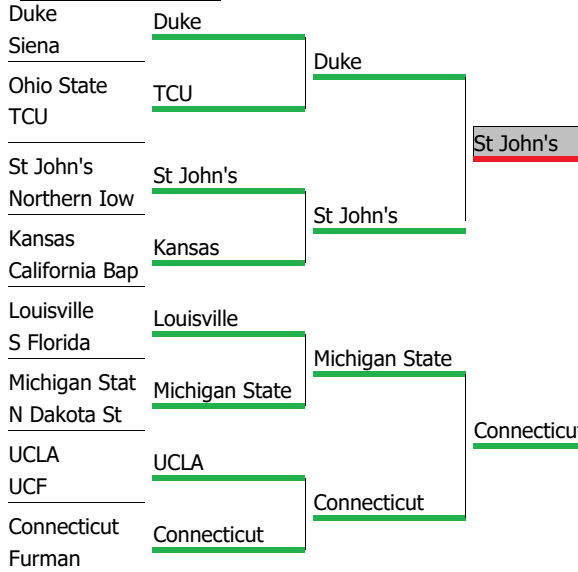 Duke
Siena
Ohio State
TCU
St John's
Northern Iow
Kansas
California Bap
Louisville
S Florida
Michigan Stat
N Dakota St
UCLA
UCF
Connecticut
Furman
Duke
TCU
St John's
Kansas
Louisville
Michigan State
UCLA
Connecticut
Duke
St John's
Michigan State
Connecticut
St John's
Connecticut